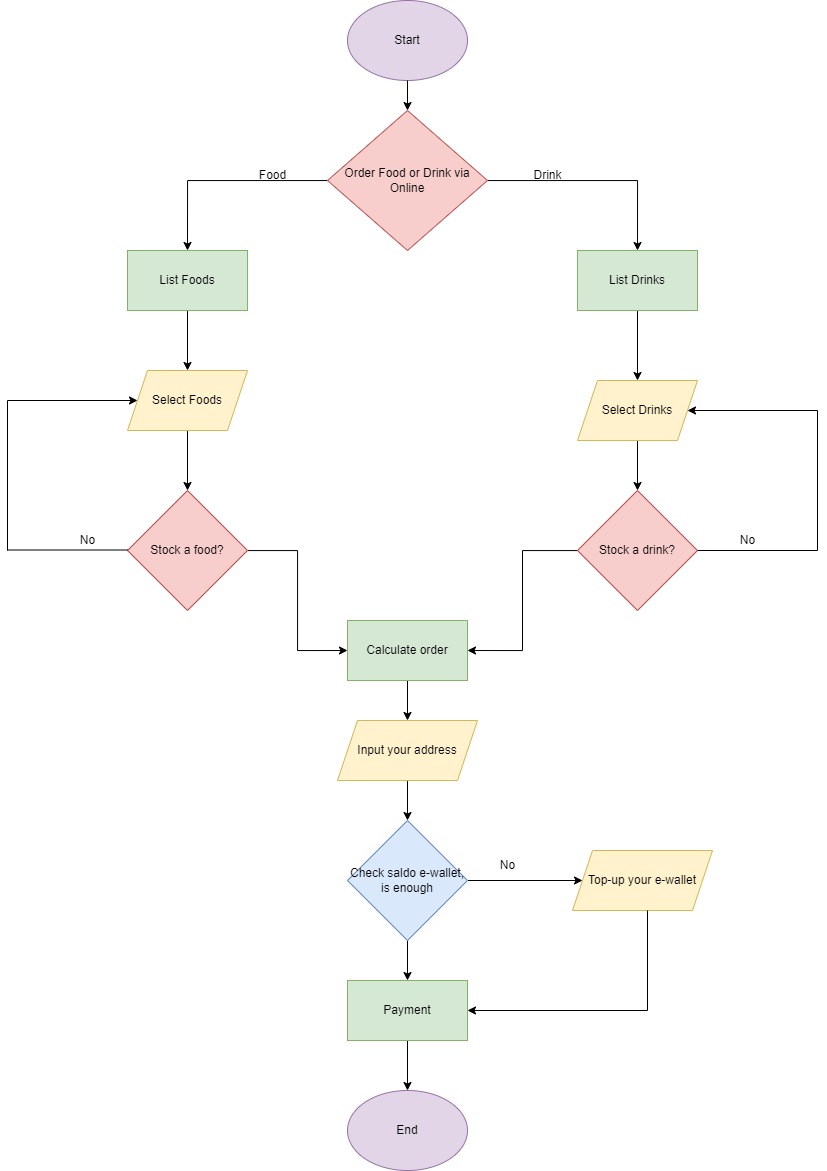 Start
Order Food or Drink via
Online
Food
Drink
List Foods
List Drinks
Select Foods
Select Drinks
Stock a food?
No
Stock a drink?
No
Calculate order
Input your address
Check saldo e-wallet,
is enough
No
Top-up your e-wallet
Payment
End